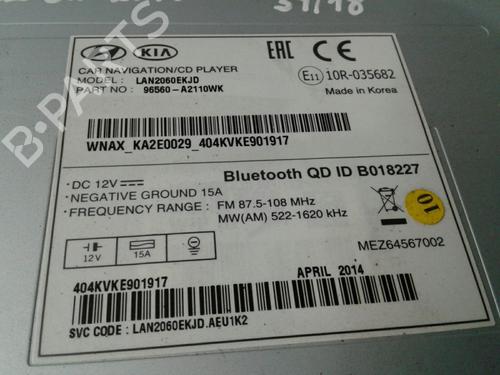 51/18
B-PARTS
KIA
CAR NAVIGATION/CD PLAYER
MODEL: LAN2060EKJD
PART NO : 96560-A2110WK
EAC CE
E11 10R-035682
Made in Korea
WNAX_KA2E0029_404KVKE901917
Bluetooth QD ID B018227
• DC 12V
• NEGATIVE GROUND 15A
• FREQUENCY RANGE : FM 87.5-108 MHz
MW(AM) 522-1620 kHz
10
12V 15A
MEZ64567002
404KVKE901917
APRIL 2014
SVC CODE : LAN2060EKJD.AEU1K2